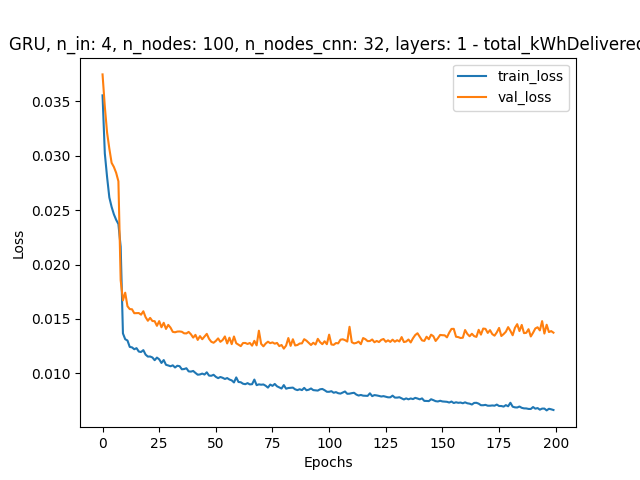 GRU, n_in: 4, n_nodes: 100, n_nodes_cnn: 32, layers: 1 - total_kWhDelivered
train_loss
val_loss
0.035
0.030
0.025
0.020
0.015
0.010
Loss
0 25 50 75 100 125 150 175 200
Epochs